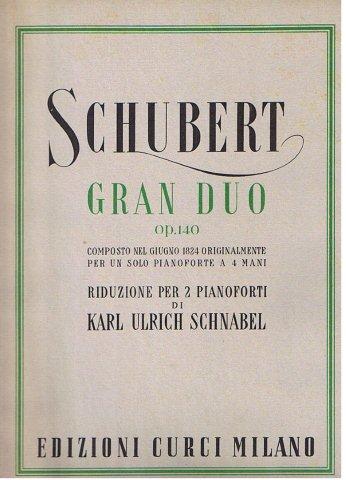 SCHUBERT
GRAN DUO
op.140
COMPOSTO NEL GIUGNO 1824 ORIGINALMENTE
PER UN SOLO PIANOFORTE A 4 MANI
RIDUZIONE PER 2 PIANOFORTI
DI
KARL ULRICH SCHNABEL
EDIZIONI CURCI MILANO